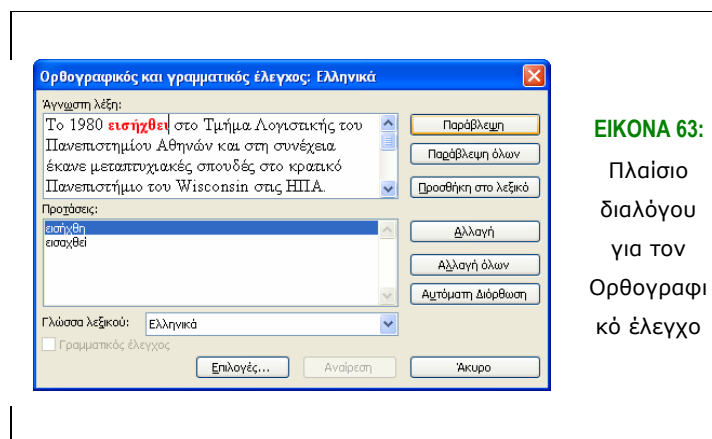 Ορθογραφικός και γραμματικός έλεγχος: Ελληνικά
Άγνωστη λέξη:
Το 1980 εισήχθει στο Τμήμα Λογιστικής του
Πανεπιστημίου Αθηνών και στη συνέχεια
έκανε μεταπτυχιακές σπουδές στο κρατικό
Πανεπιστήμιο του Wisconsin στις ΗΠΑ.
Παράβλεψη
Παράβλεψη όλων
Προσθήκη στο λεξικό
Προτάσεις:
εισήχθη
εισαχθεί
Αλλαγή
Αλλαγή όλων
Αυτόματη Διόρθωση
Γλώσσα λεξικού: Ελληνικά
Γραμματικός έλεγχος
Επιλογές... Αναίρεση Άκυρο
ΕΙΚΟΝΑ 63:
Πλαίσιο
διαλόγου
για τον
Ορθογραφι
κό έλεγχο